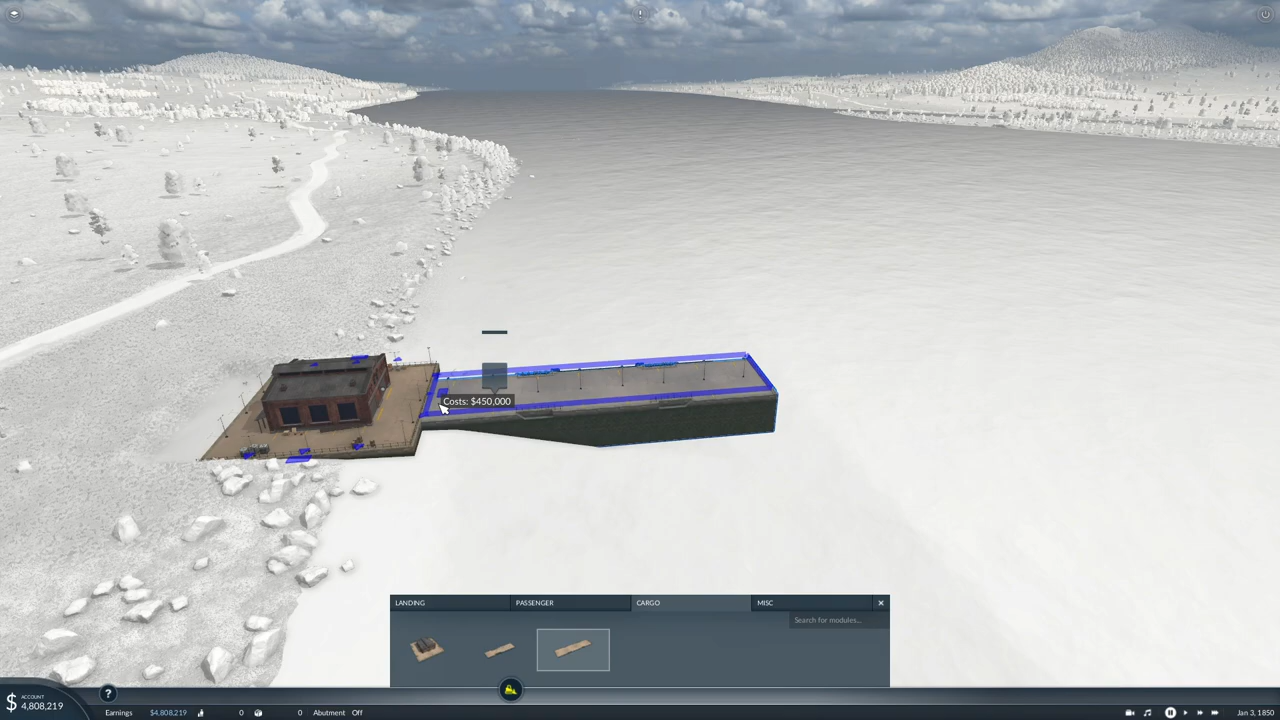 Costs: $450,000
LANDING
PASSENGER
CARGO
MISC
Search for modules...
$ ACCOUNT
4,808,219
?
Earnings $4,808,219 0 0 Abutment Off
Jan 3, 1850